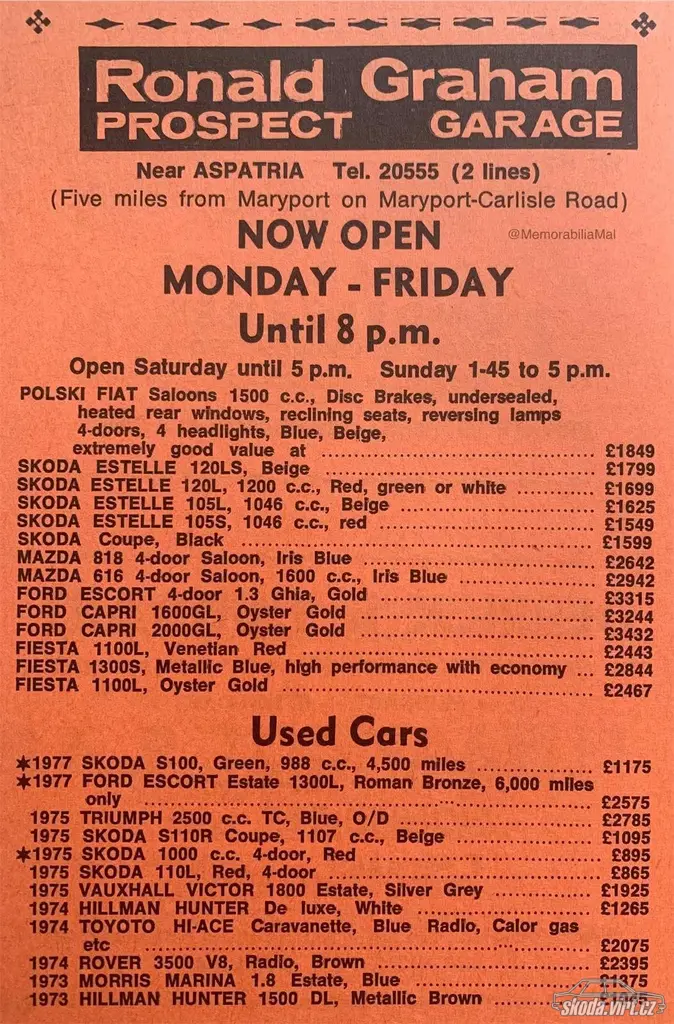 Ronald Graham
PROSPECT GARAGE
Near ASPATRIA Tel. 20555 (2 lines)
(Five miles from Maryport on Maryport-Carlisle Road)
NOW OPEN
@MemorabiliaMal
MONDAY - FRIDAY
Until 8 p.m.
Open Saturday until 5 p.m. Sunday 1-45 to 5 p.m.
POLSKI FIAT Saloons 1500 c.c., Disc Brakes, undersealed,
heated rear windows, reclining seats, reversing lamps
4-doors, 4 headlights, Blue, Beige,
extremely good value at ........ £1849
SKODA ESTELLE 120LS, Beige ........ £1799
SKODA ESTELLE 120L, 1200 c.c., Red, green or white ........ £1699
SKODA ESTELLE 105L, 1046 c.c., Beige ........ £1625
SKODA ESTELLE 105S, 1046 c.c., red ........ £1549
SKODA Coupe, Black ........ £1599
MAZDA 818 4-door Saloon, Iris Blue ........ £2642
MAZDA 616 4-door Saloon, 1600 c.c., Iris Blue ........ £2942
FORD ESCORT 4-door 1.3 Ghia, Gold ........ £3315
FORD CAPRI 1600GL, Oyster Gold ........ £3244
FORD CAPRI 2000GL, Oyster Gold ........ £3432
FIESTA 1100L, Venetian Red ........ £2443
FIESTA 1300S, Metallic Blue, high performance with economy ... £2844
FIESTA 1100L, Oyster Gold ........ £2467
Used Cars
✶1977 SKODA S100, Green, 988 c.c., 4,500 miles ........ £1175
✶1977 FORD ESCORT Estate 1300L, Roman Bronze, 6,000 miles
only ........ £2575
1975 TRIUMPH 2500 c.c. TC, Blue, O/D ........ £2785
1975 SKODA S110R Coupe, 1107 c.c., Beige ........ £1095
✶1975 SKODA 1000 c.c. 4-door, Red ........ £895
1975 SKODA 110L, Red, 4-door ........ £865
1975 VAUXHALL VICTOR 1800 Estate, Silver Grey ........ £1925
1974 HILLMAN HUNTER De luxe, White ........ £1265
1974 TOYOTO HI-ACE Caravanette, Blue Radio, Calor gas
etc ........ £2075
1974 ROVER 3500 V8, Radio, Brown ........ £2395
1973 MORRIS MARINA 1.8 Estate, Blue ........ £1375
1973 HILLMAN HUNTER 1500 DL, Metallic Brown ........
skoda.virt.cz